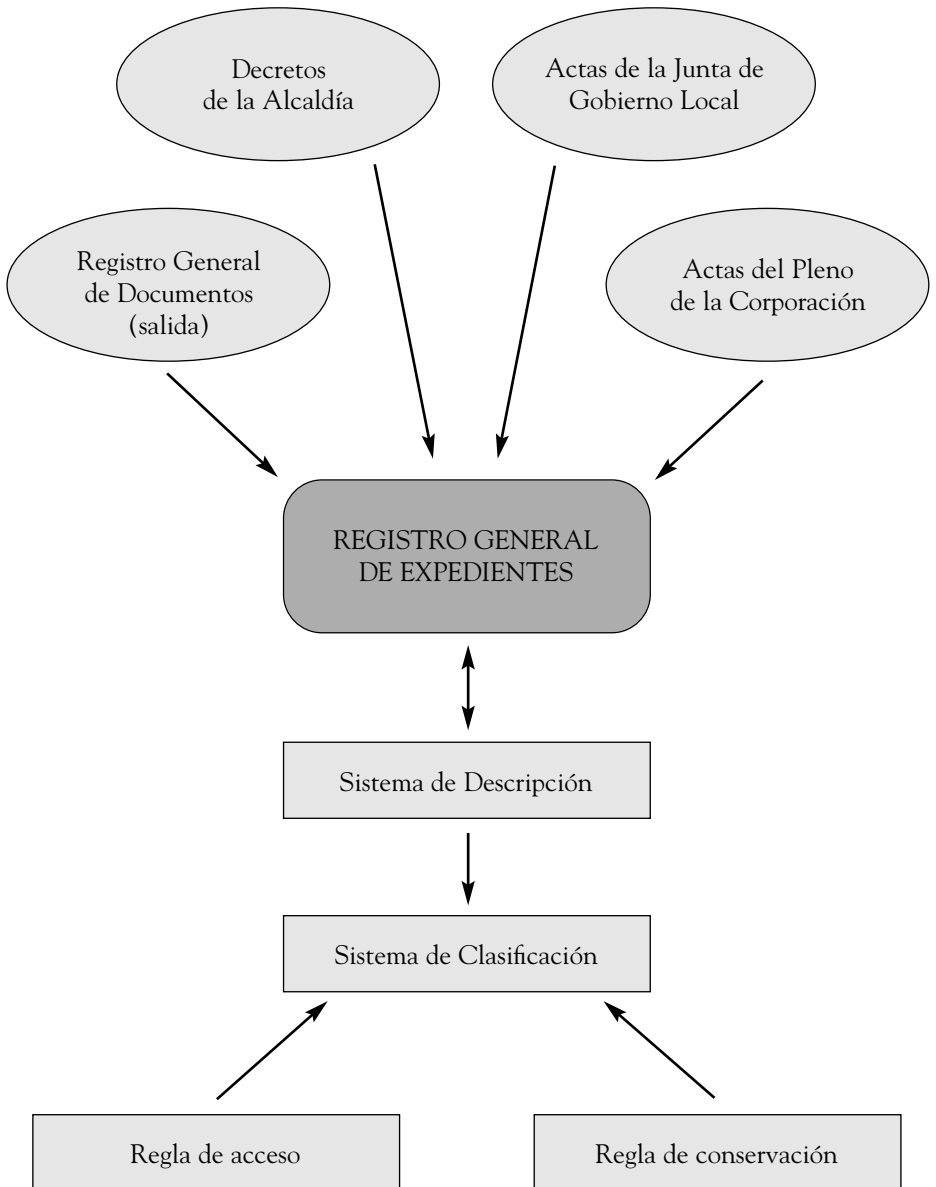 Decretos
de la Alcaldía
Actas de la Junta de
Gobierno Local
Registro General
de Documentos
(salida)
Actas del Pleno
de la Corporación
REGISTRO GENERAL
DE EXPEDIENTES
Sistema de Descripción
Sistema de Clasificación
Regla de acceso
Regla de conservación